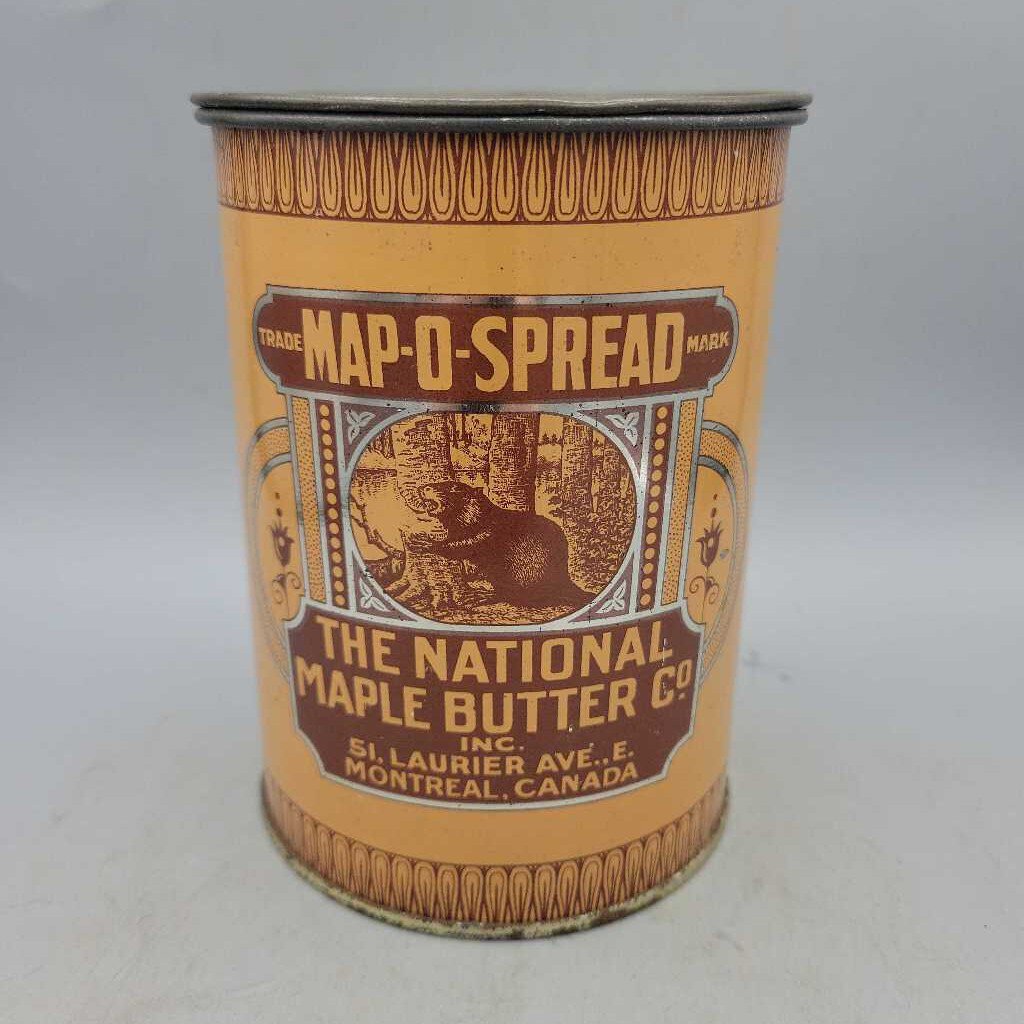 TRADE MAP-O-SPREAD MARK
THE NATIONAL
MAPLE BUTTER CO
INC.
51, LAURIER AVE., E.
MONTREAL, CANADA